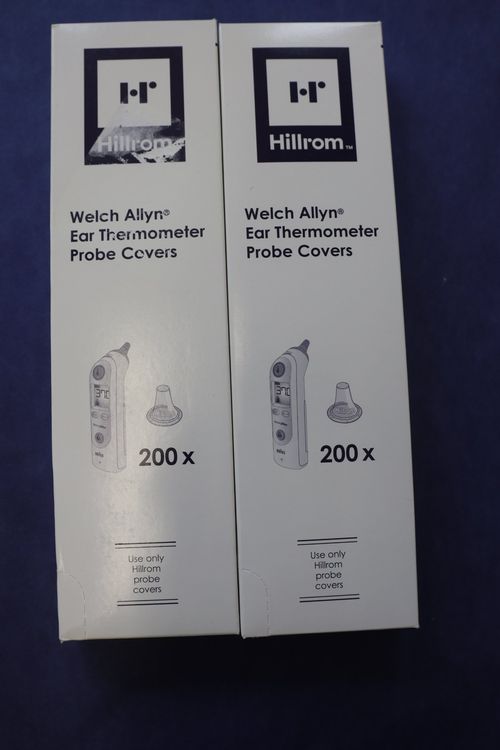 Hillrom
Welch Allyn®
Ear Thermometer
Probe Covers
200 x
Use only
Hillrom
probe
covers
Hillrom™
Welch Allyn®
Ear Thermometer
Probe Covers
200 x
Use only
Hillrom
probe
covers